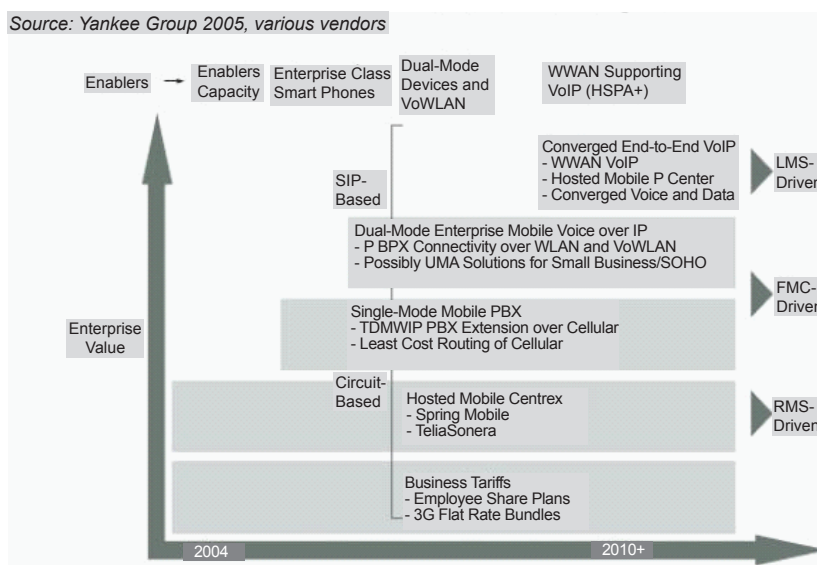 Source: Yankee Group 2005, various vendors
Enablers →
Enablers
Capacity
Enterprise Class
Smart Phones
Dual-Mode
Devices and
VoWLAN
WWAN Supporting
VoIP (HSPA+)
Converged End-to-End VoIP
- WWAN VoIP
- Hosted Mobile P Center
- Converged Voice and Data
LMS-
Driven
SIP-
Based
Dual-Mode Enterprise Mobile Voice over IP
- P BPX Connectivity over WLAN and VoWLAN
- Possibly UMA Solutions for Small Business/SOHO
FMC-
Driven
Enterprise
Value
Single-Mode Mobile PBX
- TDMWIP PBX Extension over Cellular
- Least Cost Routing of Cellular
Circuit-
Based
Hosted Mobile Centrex
- Spring Mobile
- TeliaSonera
RMS-
Driven
Business Tariffs
- Employee Share Plans
- 3G Flat Rate Bundles
2004
2010+